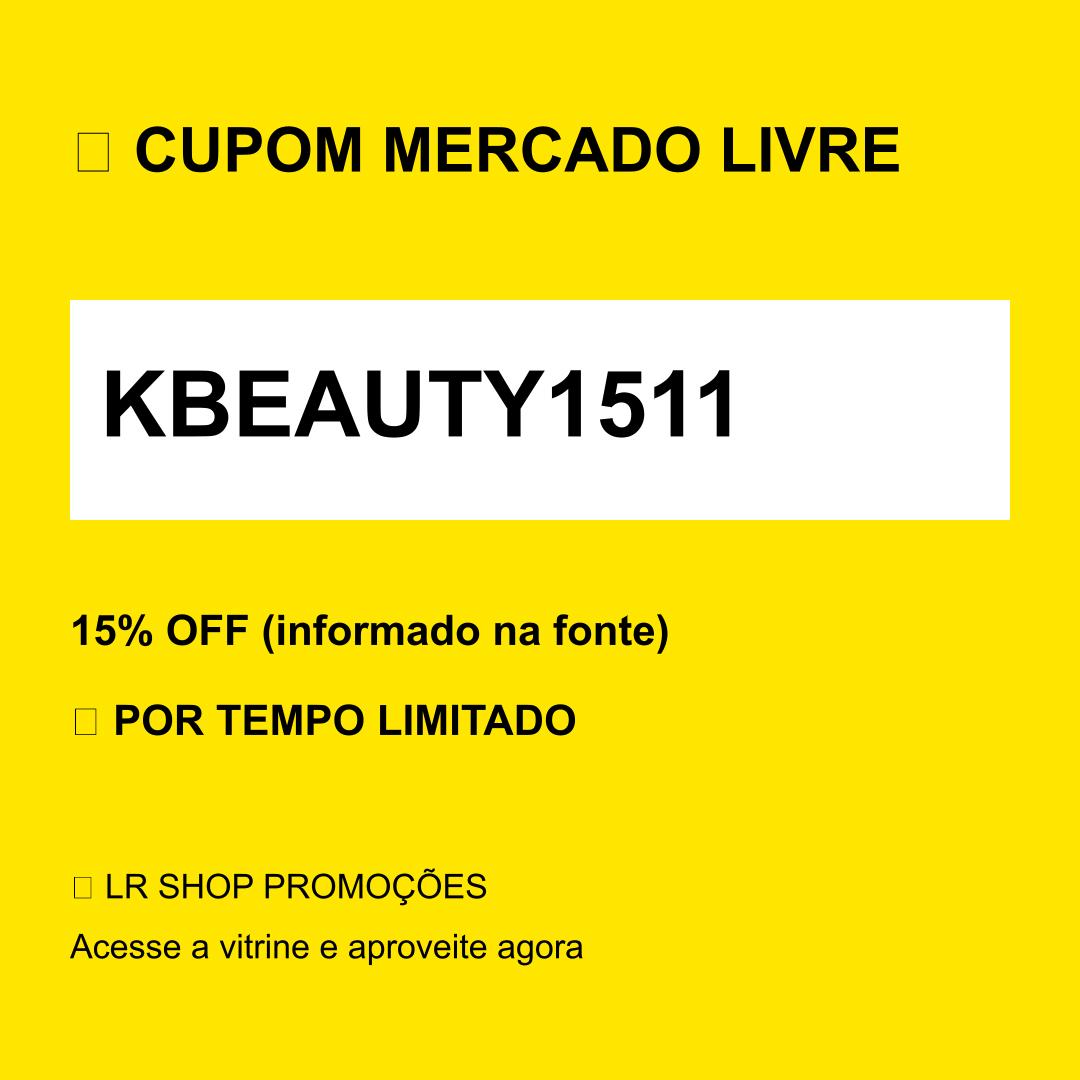 CUPOM MERCADO LIVRE
KBEAUTY1511
15% OFF (informado na fonte)
POR TEMPO LIMITADO
LR SHOP PROMOÇÕES
Acesse a vitrine e aproveite agora